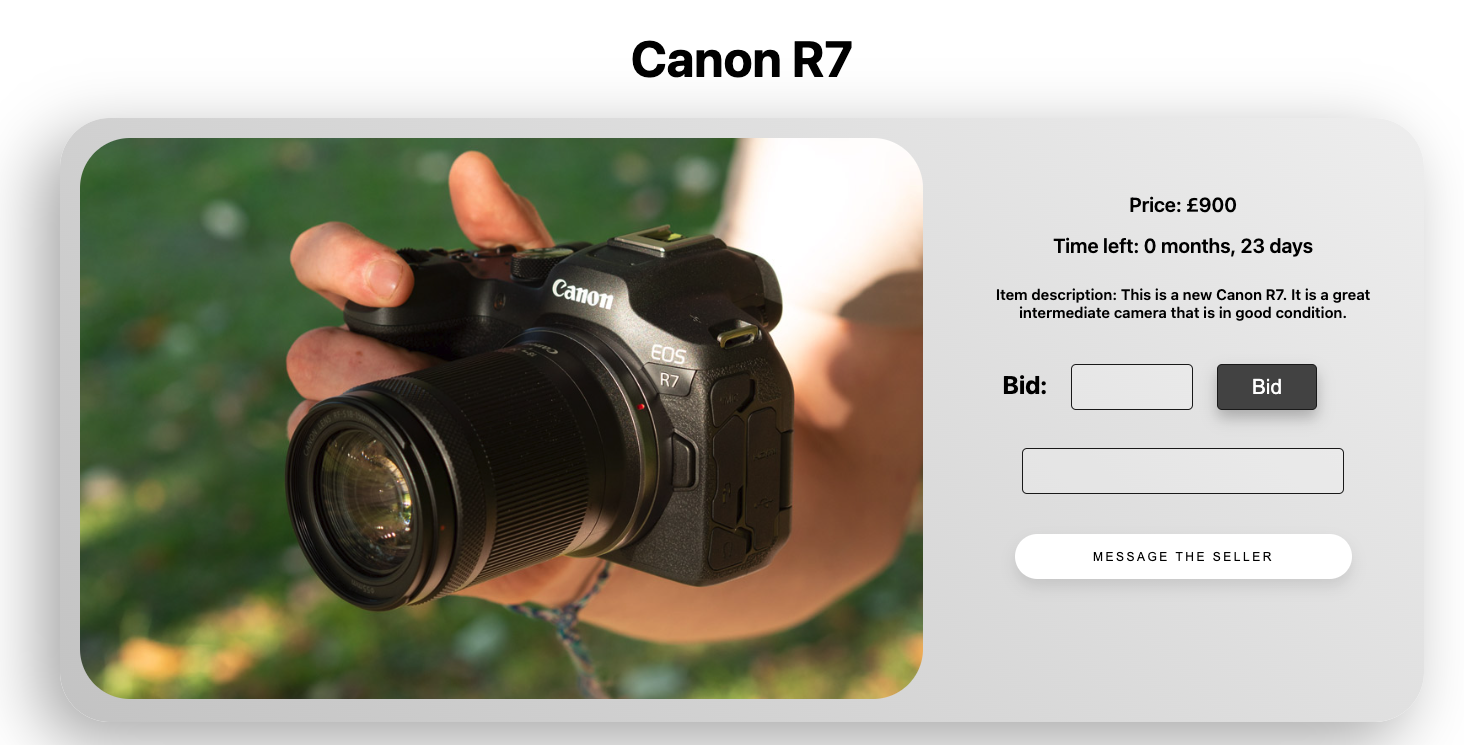 Canon R7
Canon
EOS
R7
Price: £900
Time left: 0 months, 23 days
Item description: This is a new Canon R7. It is a great
intermediate camera that is in good condition.
Bid:
Bid
MESSAGE THE SELLER